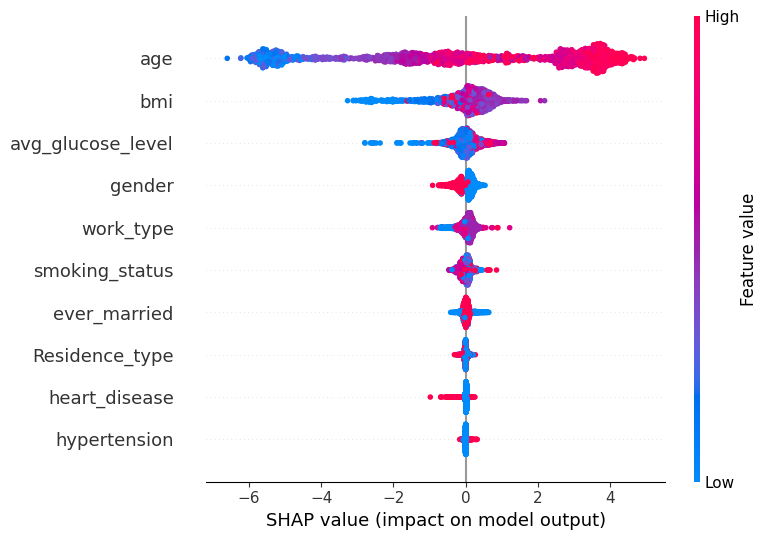 High
age
bmi
avg_glucose_level
gender
work_type
smoking_status
ever_married
Residence_type
heart_disease
hypertension
Feature value
Low
−6 −4 −2 0 2 4
SHAP value (impact on model output)